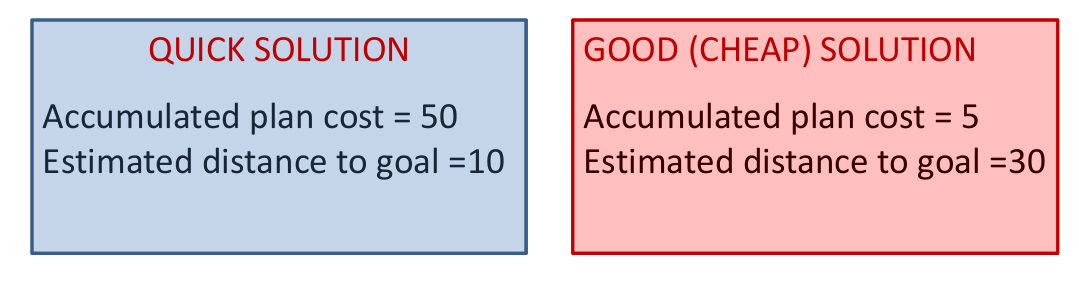 QUICK SOLUTION
Accumulated plan cost = 50
Estimated distance to goal =10
GOOD (CHEAP) SOLUTION
Accumulated plan cost = 5
Estimated distance to goal =30